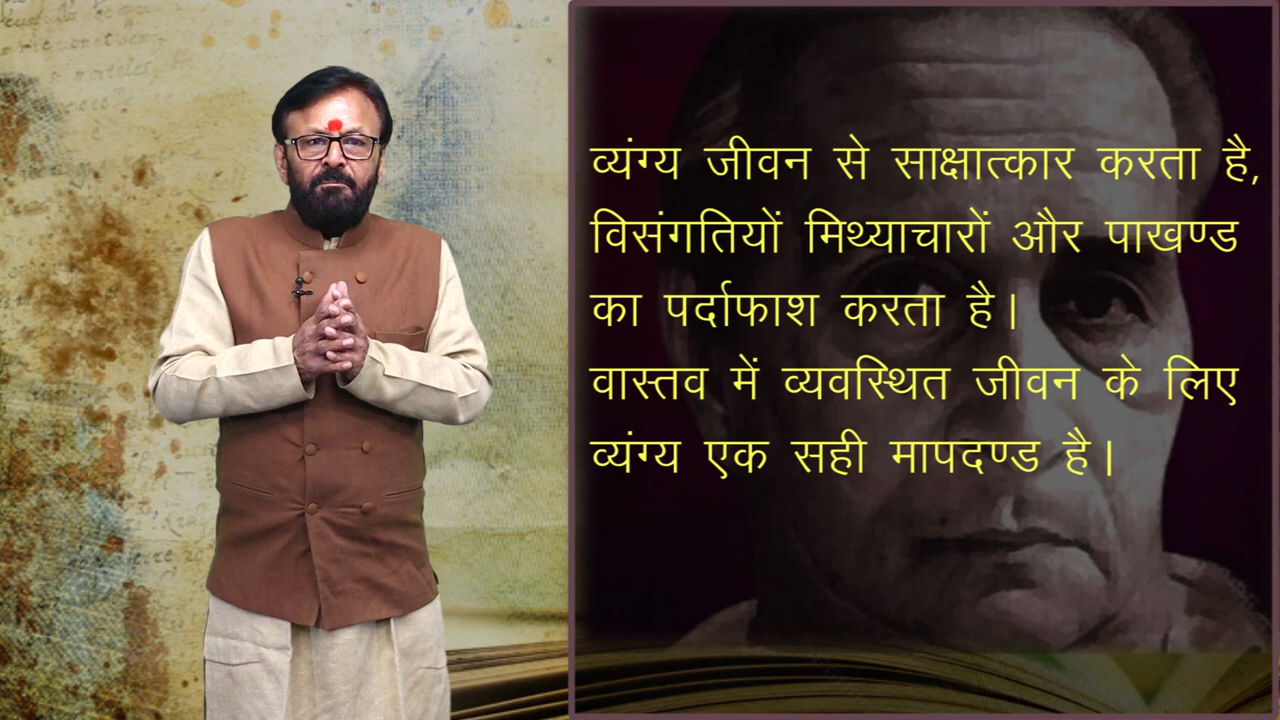 व्यंग्य जीवन से साक्षात्कार करता है,
विसंगतियों मिथ्याचारों और पाखण्ड
का पर्दाफाश करता है।
वास्तव में व्यवस्थित जीवन के लिए
व्यंग्य एक सही मापदण्ड है।